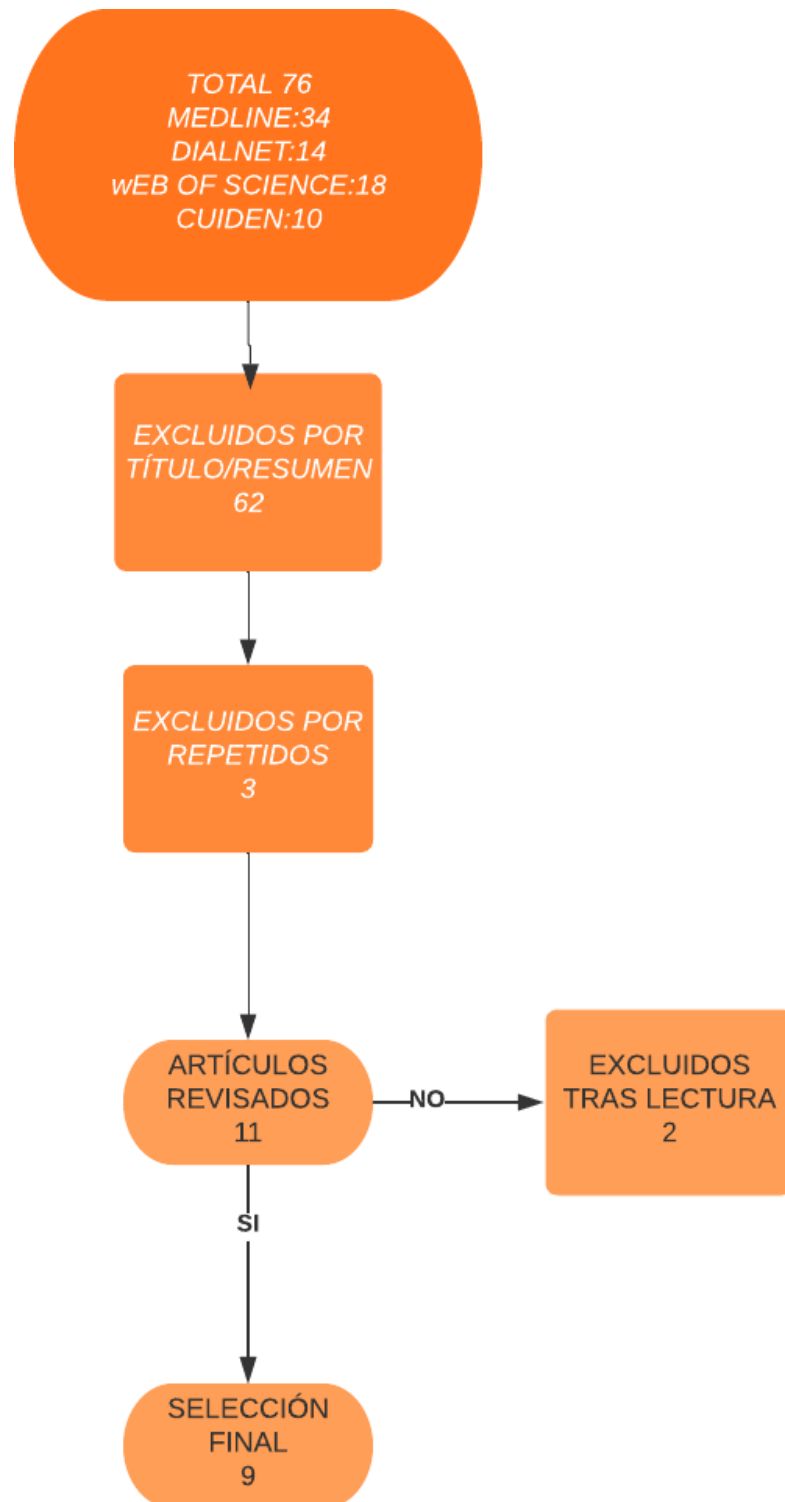 TOTAL 76
MEDLINE:34
DIALNET:14
wEB OF SCIENCE:18
CUIDEN:10
EXCLUIDOS POR
TÍTULO/RESUMEN
62
EXCLUIDOS POR
REPETIDOS
3
ARTÍCULOS
REVISADOS
11
NO
EXCLUIDOS
TRAS LECTURA
2
SI
SELECCIÓN
FINAL
9